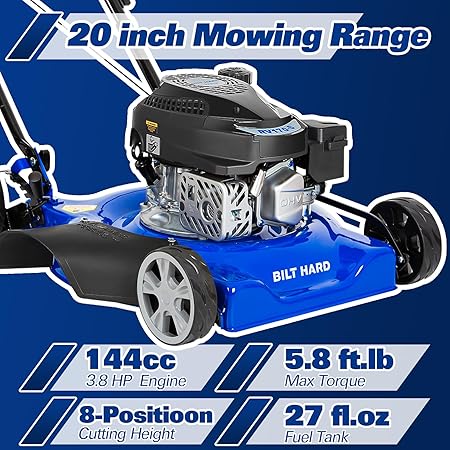 20 inch Mowing Range
RV170-S
OHV
BILT HARD
144cc
3.8 HP Engine
5.8 ft.lb
Max Torque
8-Positioon
Cutting Height
27 fl.oz
Fuel Tank